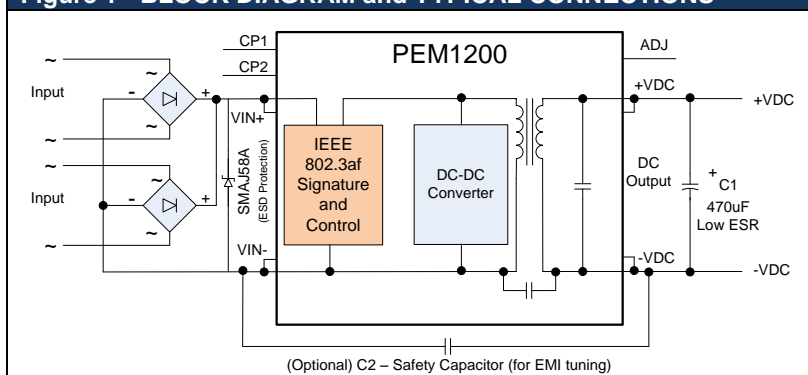 Figure 1 – BLOCK DIAGRAM and TYPICAL CONNECTIONS
CP1
CP2
PEM1200
ADJ
~
~
+VDC
+VDC
Input
-
+
VIN+
~
~
~
~
IEEE
802.3af
Signature
and
Control
DC-DC
Converter
SMAJ58A
(ESD Protection)
DC
Output
+
C1
470uF
Low ESR
Input
-
+
~
~
VIN-
-VDC
-VDC
(Optional) C2 – Safety Capacitor (for EMI tuning)